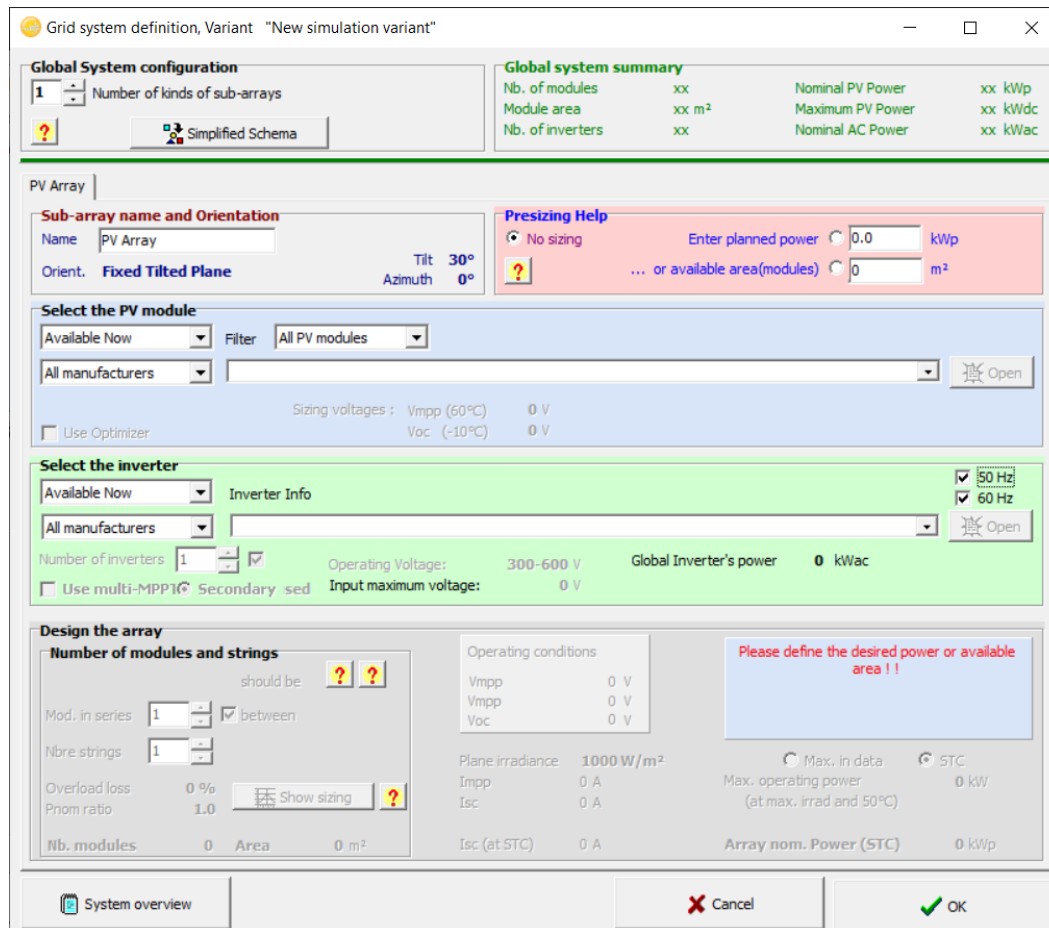 Grid system definition, Variant "New simulation variant"
Global System configuration
1 Number of kinds of sub-arrays
? Simplified Schema
Global system summary
Nb. of modules xx Nominal PV Power xx kWp
Module area xx m² Maximum PV Power xx kWdc
Nb. of inverters xx Nominal AC Power xx kWac
PV Array
Sub-array name and Orientation
Name PV Array
Orient. Fixed Tilted Plane Tilt 30°
Azimuth 0°
Presizing Help
No sizing Enter planned power 0.0 kWp
? ... or available area(modules) 0 m²
Select the PV module
Available Now Filter All PV modules
All manufacturers Open
Sizing voltages : Vmpp (60°C) 0 V
Use Optimizer Voc (-10°C) 0 V
Select the inverter
50 Hz
Available Now Inverter Info 60 Hz
All manufacturers Open
Number of inverters 1 Operating Voltage: 300-600 V Global Inverter's power 0 kWac
Use multi-MPPT Secondary sed Input maximum voltage: 0 V
Design the array
Number of modules and strings
should be ? ?
Mod. in series 1 between
Nbre strings 1
Overload loss 0 %
Pnom ratio 1.0 Show sizing ?
Nb. modules 0 Area 0 m²
Operating conditions
Vmpp 0 V
Vmpp 0 V
Voc 0 V
Plane irradiance 1000 W/m²
Impp 0 A
Isc 0 A
Isc (at STC) 0 A
Please define the desired power or available
area ! !
Max. in data STC
Max. operating power 0 kW
(at max. irrad and 50°C)
Array nom. Power (STC) 0 kWp
System overview Cancel OK